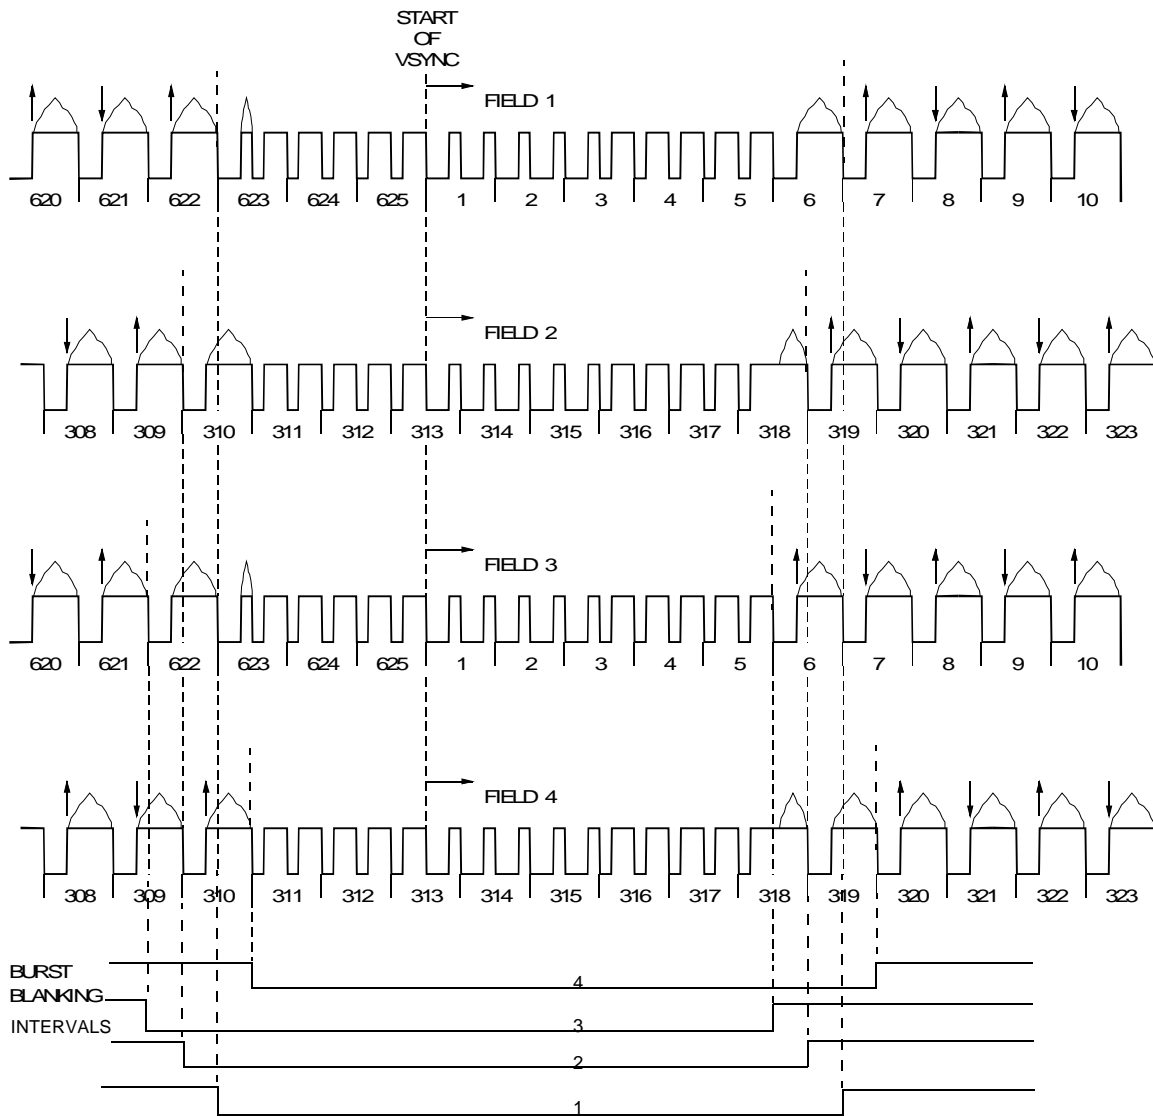 START
OF
VSYNC
FIELD 1
620 621 622 623 624 625 1 2 3 4 5 6 7 8 9 10
FIELD 2
308 309 310 311 312 313 314 315 316 317 318 319 320 321 322 323
FIELD 3
620 621 622 623 624 625 1 2 3 4 5 6 7 8 9 10
FIELD 4
308 309 310 311 312 313 314 315 316 317 318 319 320 321 322 323
BURST
BLANKING
INTERVALS
4
3
2
1